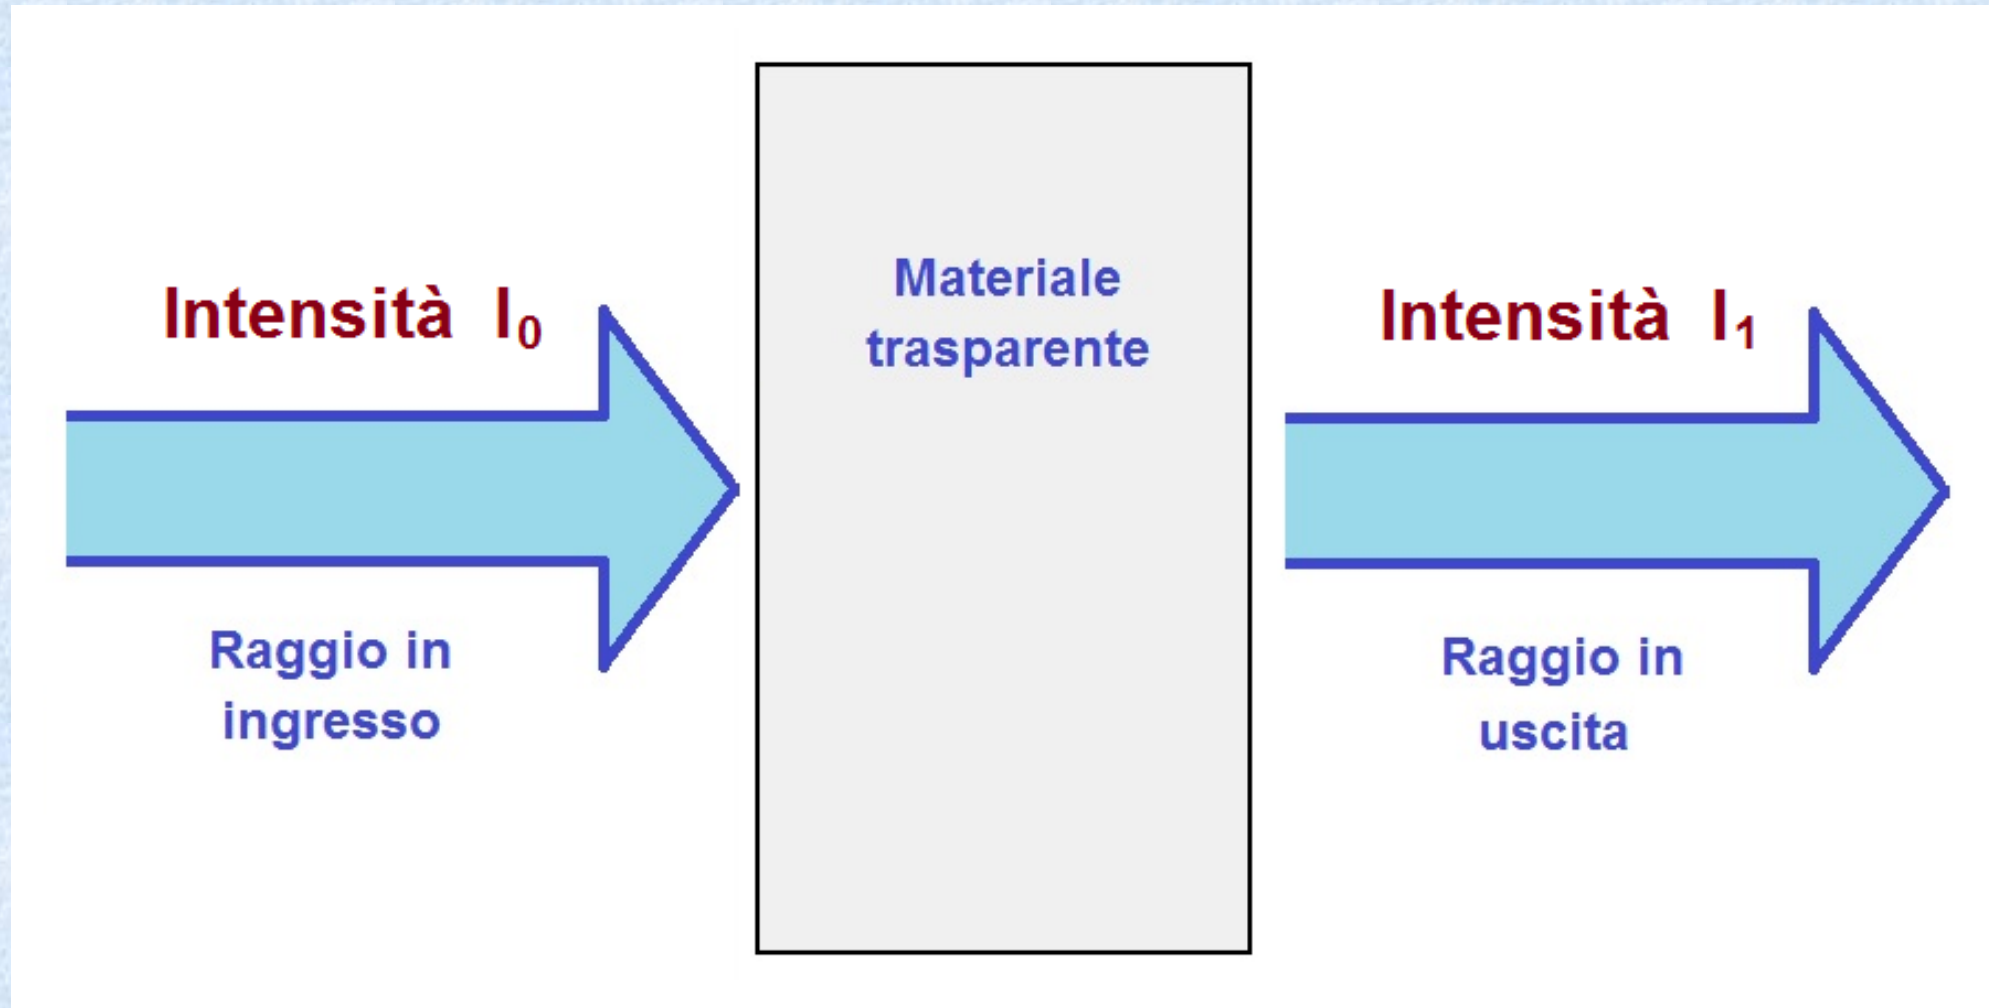 Intensità I₀
Raggio in
ingresso
Materiale
trasparente
Intensità I₁
Raggio in
uscita